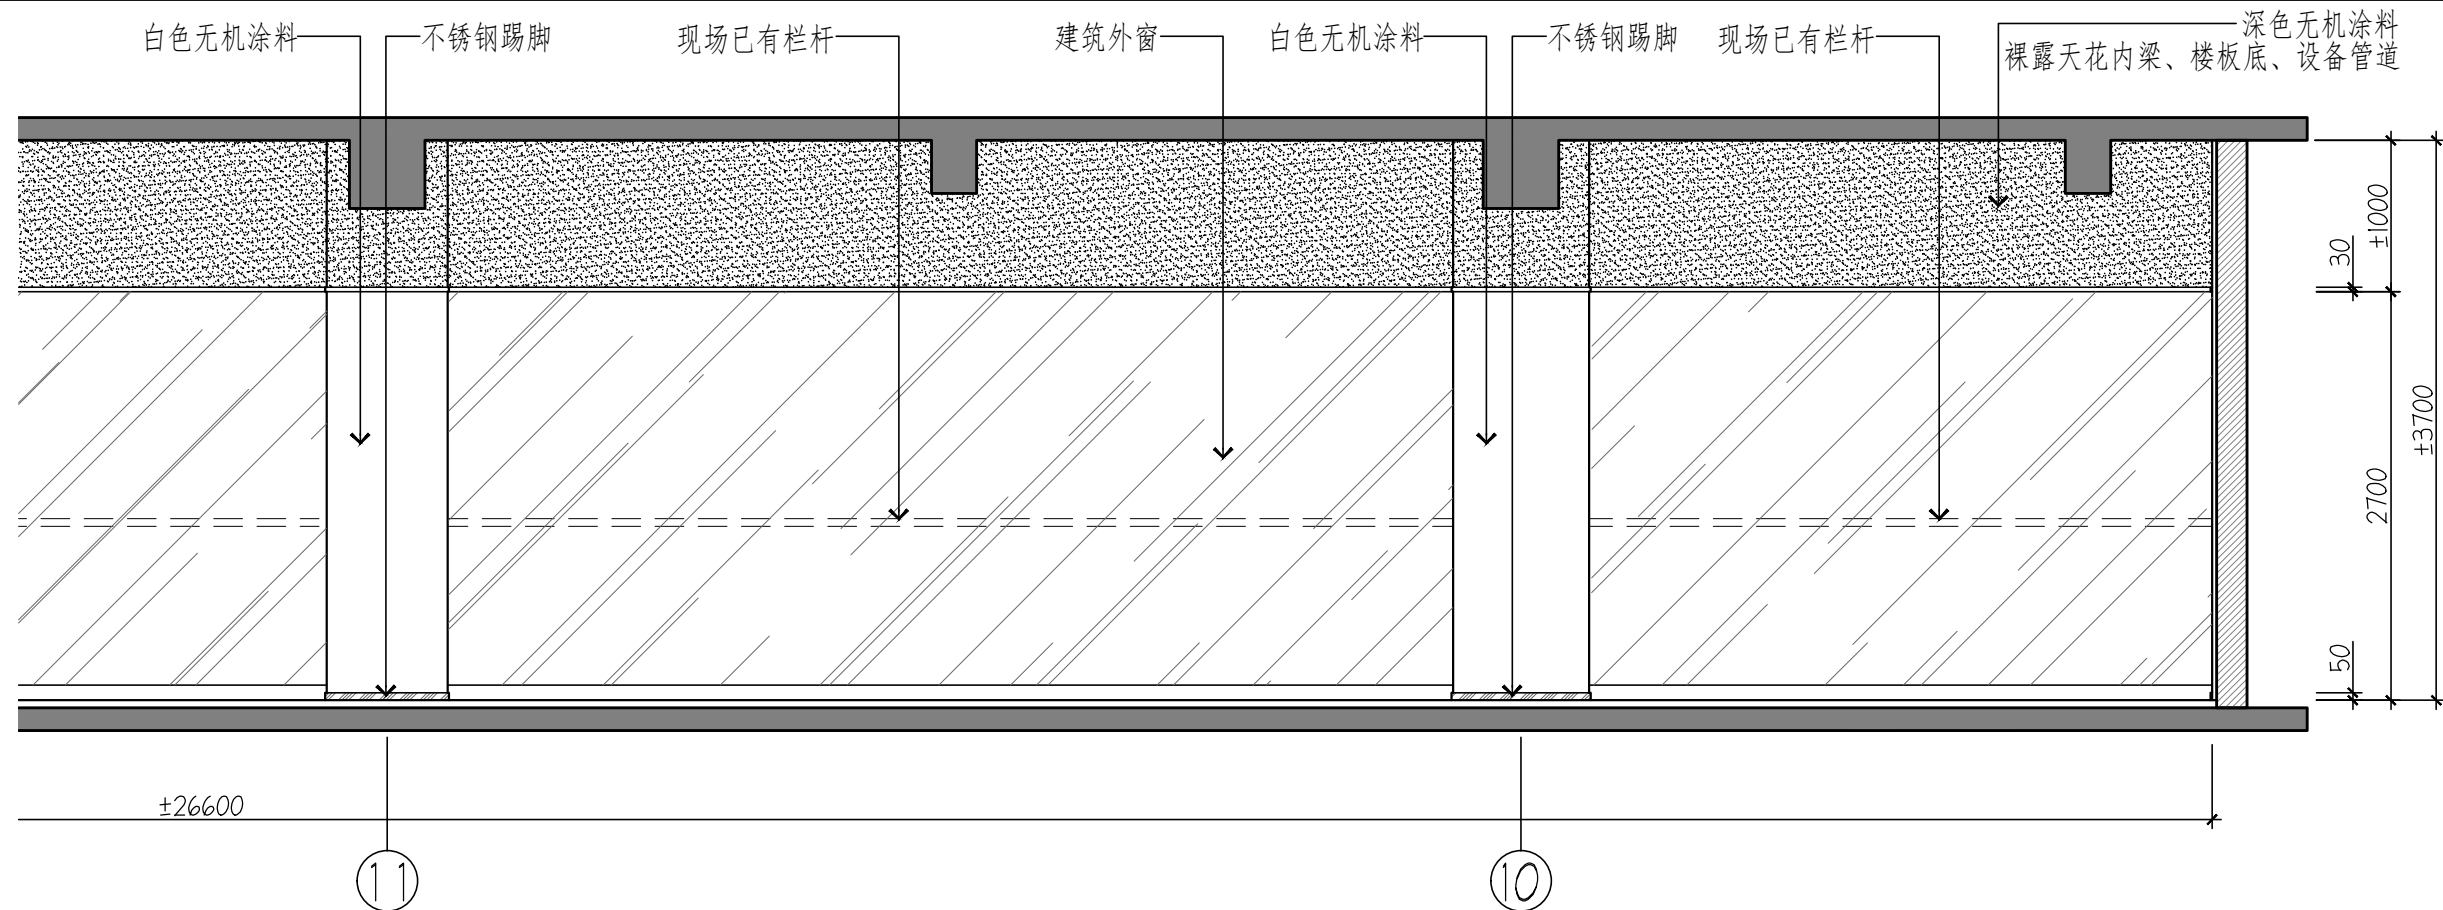 白色无机涂料
不锈钢踢脚
现场已有栏杆
建筑外窗
白色无机涂料
不锈钢踢脚
现场已有栏杆
深色无机涂料
裸露天花内梁、楼板底、设备管道
±1000
30
±3700
2700
50
±26600
11
10